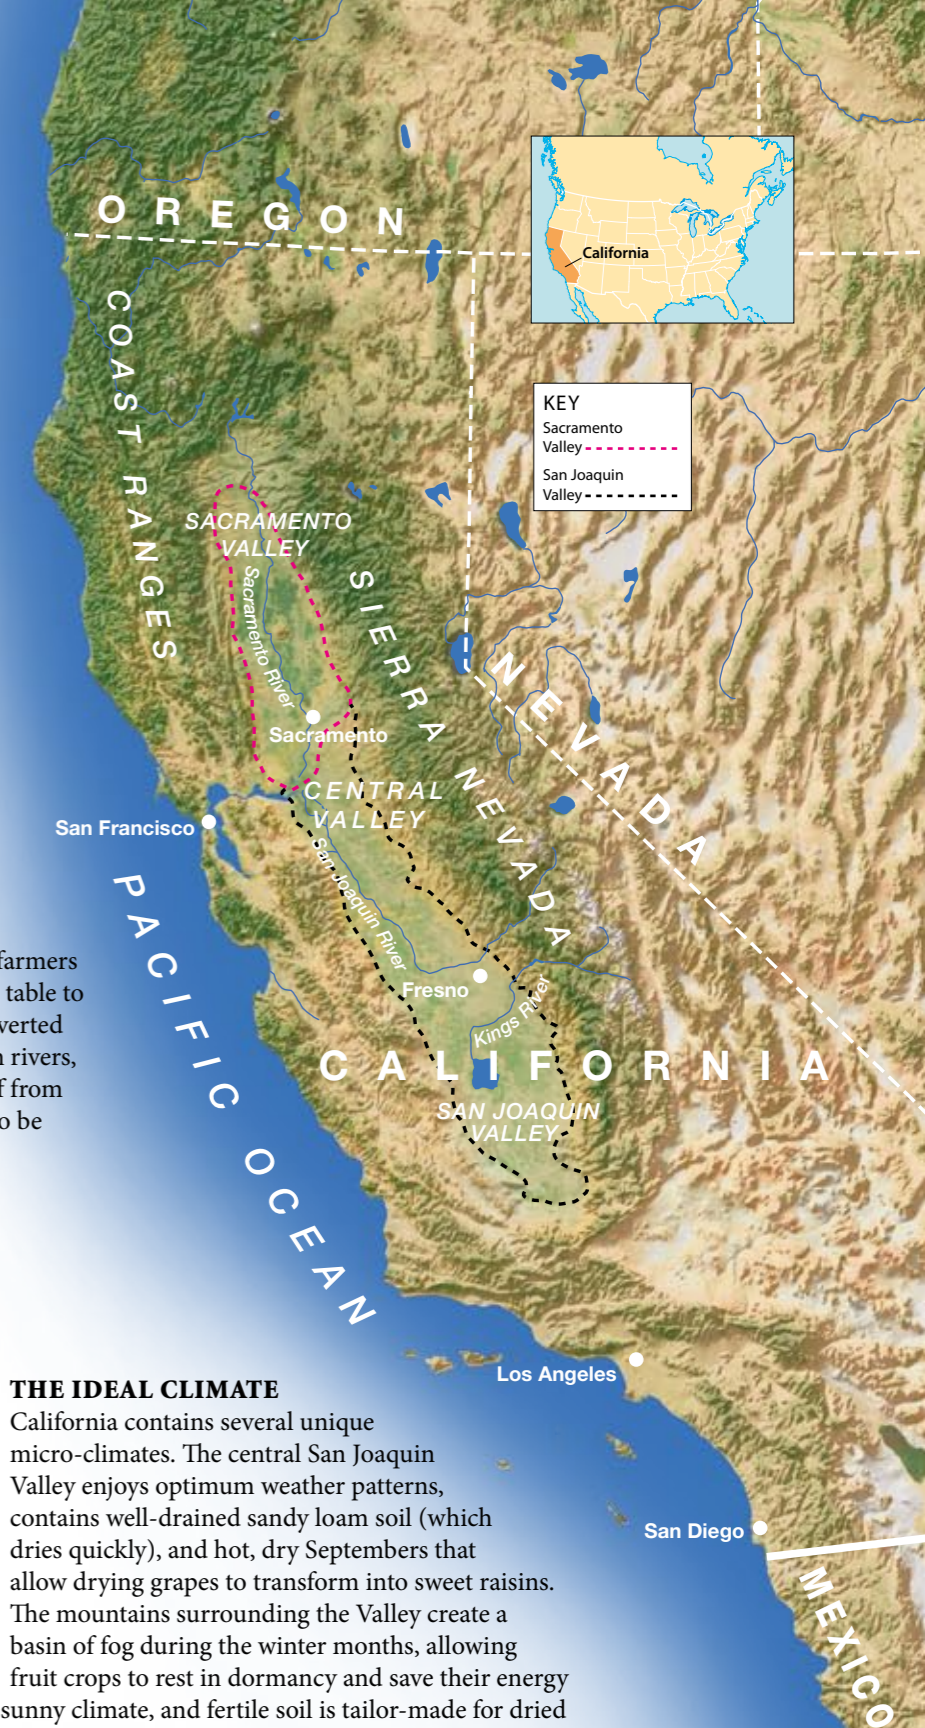 OREGON
California
COAST RANGES
KEY
Sacramento
Valley
San Joaquin
Valley
SACRAMENTO
VALLEY
Sacramento River
SIERRA NEVADA
NEVADA
Sacramento
CENTRAL
VALLEY
San Francisco
San Joaquin River
PACIFIC OCEAN
Fresno
Kings River
CALIFORNIA
SAN JOAQUIN
VALLEY
farmers
table to
verted
rivers,
from
o be
Los Angeles
San Diego
MEXICO
THE IDEAL CLIMATE
California contains several unique
micro-climates. The central San Joaquin
Valley enjoys optimum weather patterns,
contains well-drained sandy loam soil (which
dries quickly), and hot, dry Septembers that
allow drying grapes to transform into sweet raisins.
The mountains surrounding the Valley create a
basin of fog during the winter months, allowing
fruit crops to rest in dormancy and save their energy
sunny climate, and fertile soil is tailor-made for dried